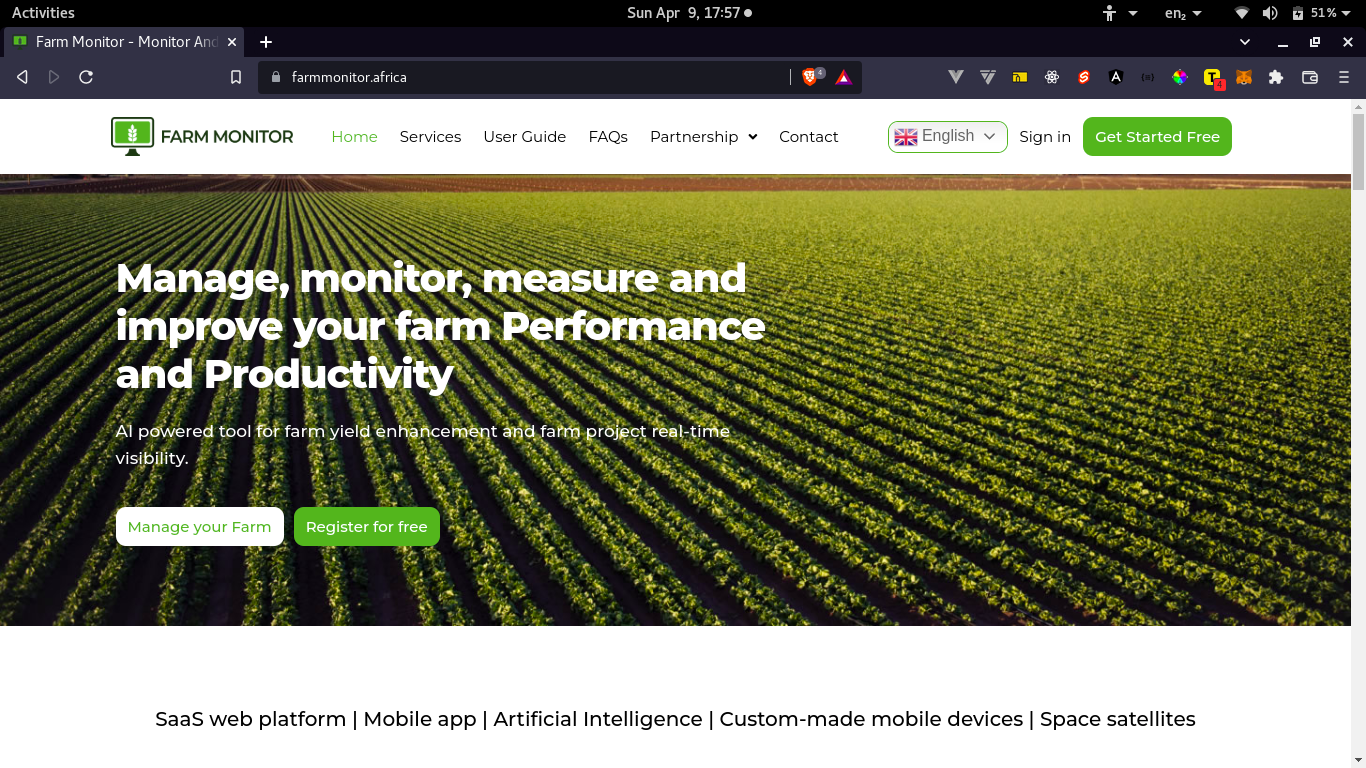 Activities
Sun Apr 9, 17:57
en₂
51%
Farm Monitor - Monitor And
farmmonitor.africa
4
4
FARM MONITOR
Home
Services
User Guide
FAQs
Partnership
Contact
English
Sign in
Get Started Free
Manage, monitor, measure and
improve your farm Performance
and Productivity
AI powered tool for farm yield enhancement and farm project real-time
visibility.
Manage your Farm
Register for free
SaaS web platform | Mobile app | Artificial Intelligence | Custom-made mobile devices | Space satellites